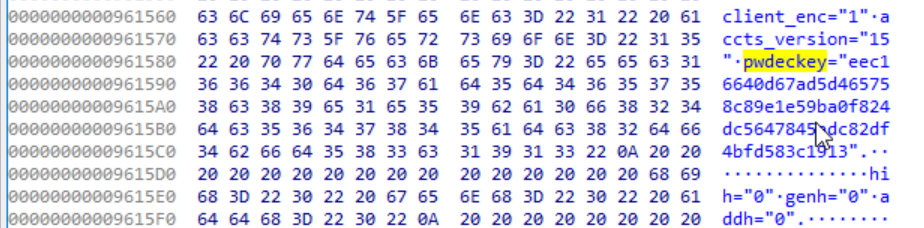 0000000000961560 63 6C 69 65 6E 74 5F 65 6E 63 3D 22 31 22 20 61 client_enc="1"·a
0000000000961570 63 63 74 73 5F 76 65 72 73 69 6F 6E 3D 22 31 35 ccts_version="15
0000000000961580 22 20 70 77 64 65 63 6B 65 79 3D 22 65 65 63 31 "·pwdeckey="eec1
0000000000961590 36 36 34 30 64 36 37 61 64 35 64 34 36 35 37 35 6640d67ad5d46575
00000000009615A0 38 63 38 39 65 31 65 35 39 62 61 30 66 38 32 34 8c89e1e59ba0f824
00000000009615B0 64 63 35 36 34 37 38 34 35 61 64 63 38 32 64 66 dc5647845adc82df
00000000009615C0 34 62 66 64 35 38 33 63 31 39 31 33 22 0A 20 20 4bfd583c1913".··
00000000009615D0 20 20 20 20 20 20 20 20 20 20 20 20 20 20 68 69 ··············hi
00000000009615E0 68 3D 22 30 22 20 67 65 6E 68 3D 22 30 22 20 61 h="0"·genh="0"·a
00000000009615F0 64 64 68 3D 22 30 22 0A 20 20 20 20 20 20 20 20 ddh="0".········